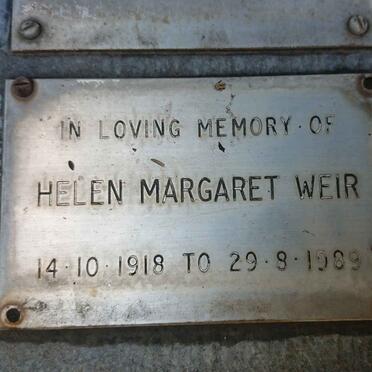 IN LOVING MEMORY OF
HELEN MARGARET WEIR
14·10·1918 TO 29·8·1989